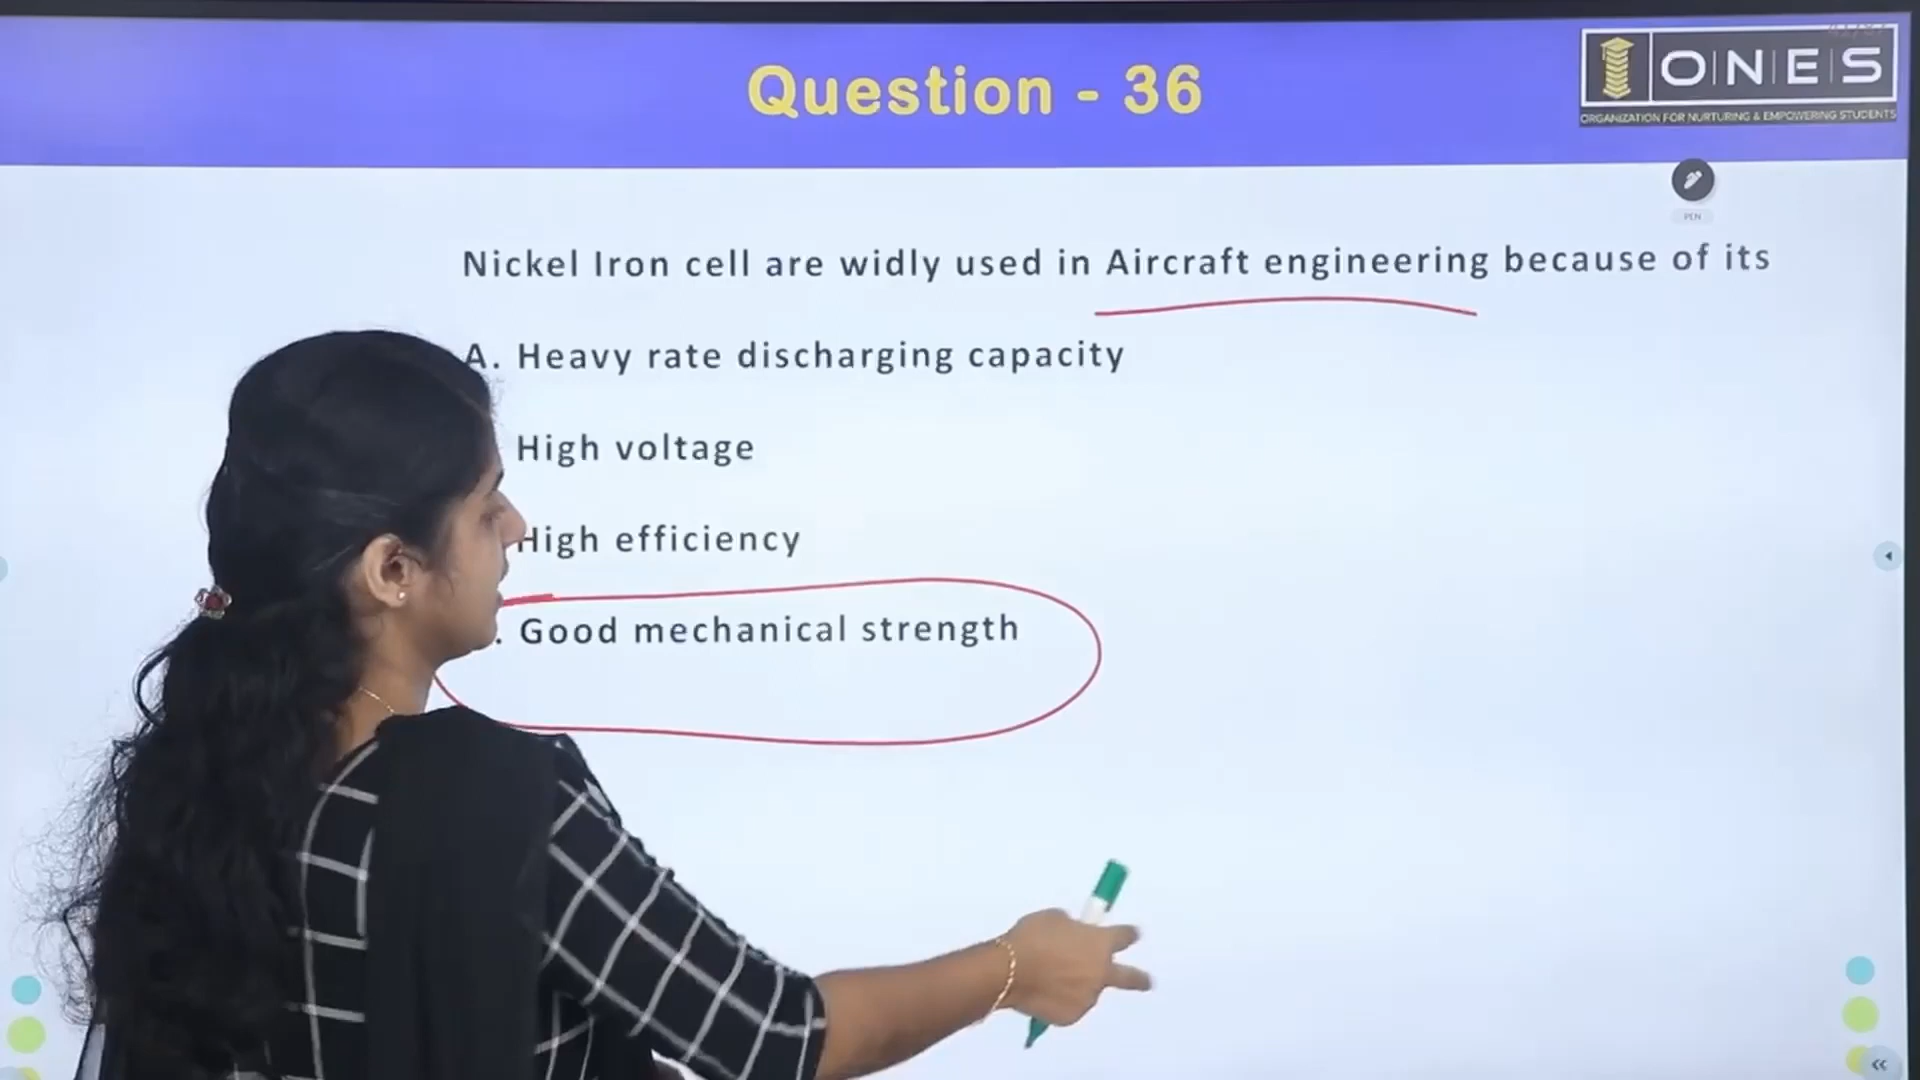 Question - 36
ONES
ORGANIZATION FOR NURTURING & EMPOWERING STUDENTS
PEN
Nickel Iron cell are widly used in Aircraft engineering because of its
A. Heavy rate discharging capacity
High voltage
High efficiency
. Good mechanical strength